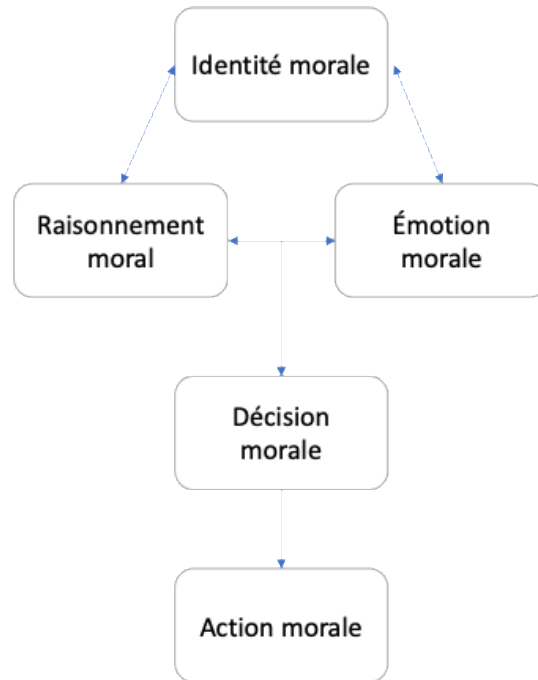 Identité morale
Raisonnement
moral
Émotion
morale
Décision
morale
Action morale